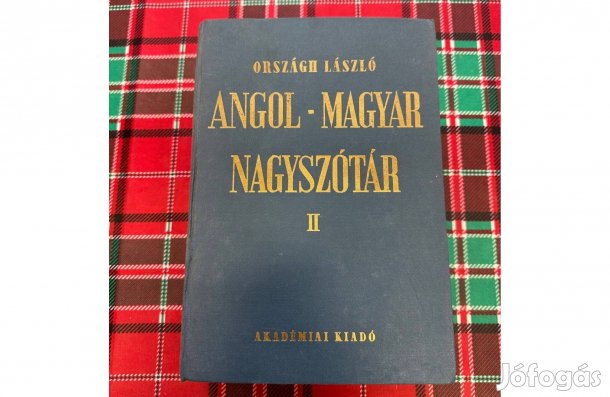 ORSZÁGH LÁSZLÓ
ANGOL - MAGYAR
NAGYSZÓTÁR
II
AKADÉMIAI KIADÓ
Jófogás